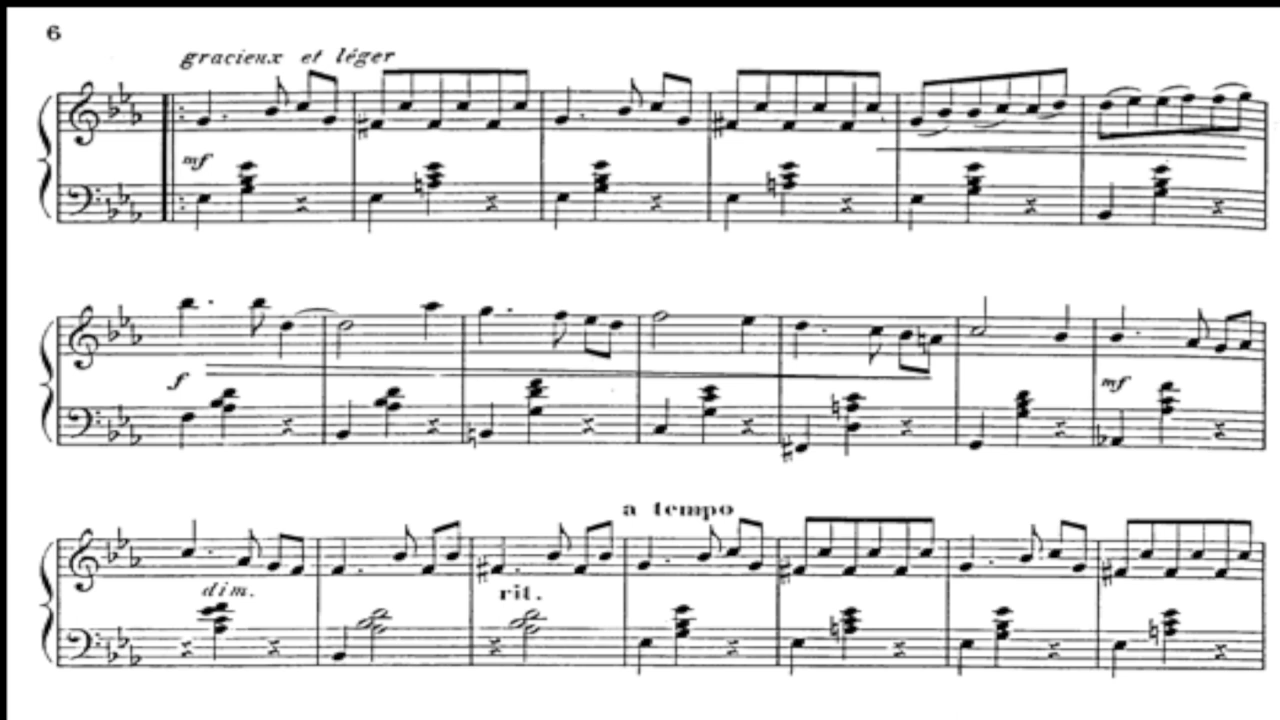 6
gracieux et léger
mf
f
mf
a tempo
dim.
rit.